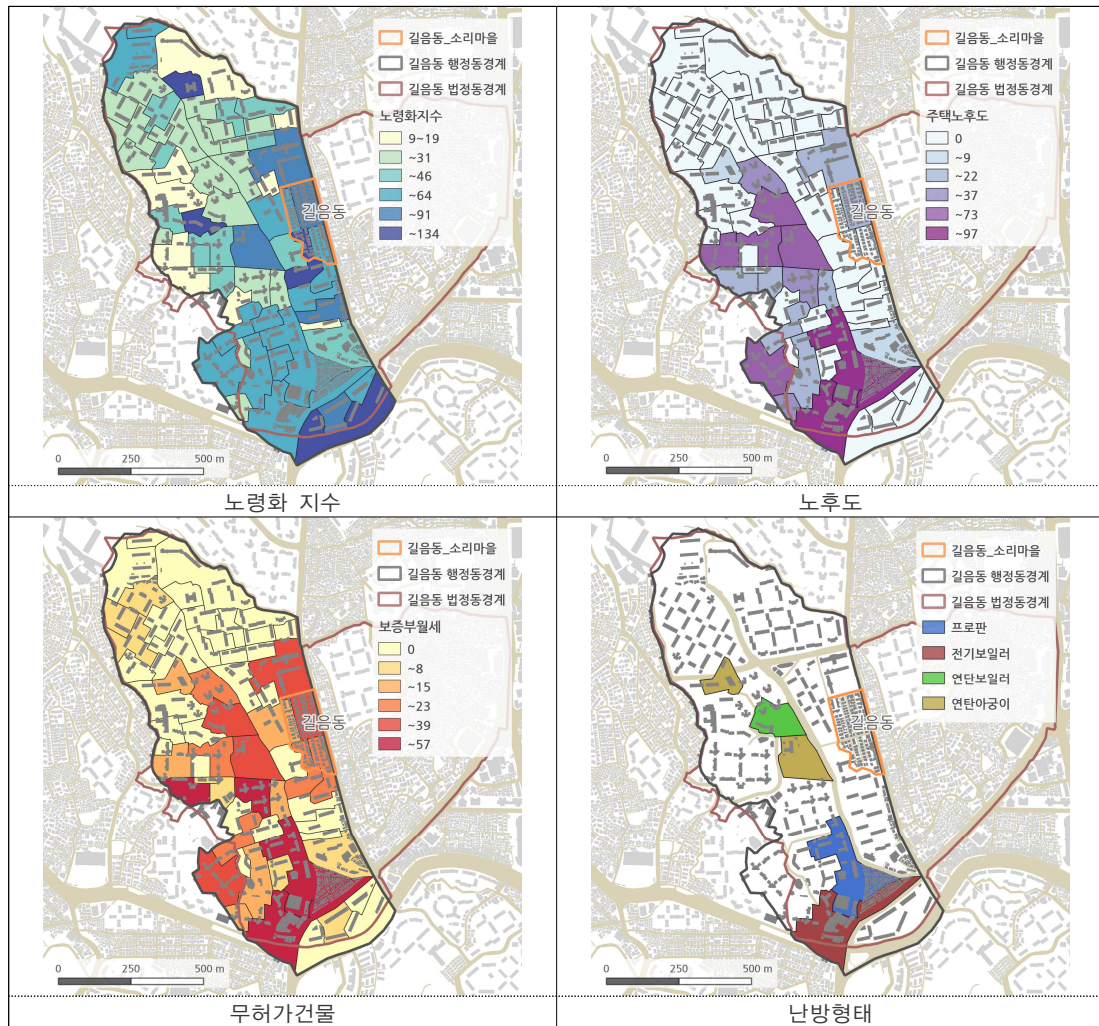 길음동_소리마을
길음동 행정동경계
길음동 법정동경계
노령화지수
9~19
~31
~46
~64
~91
~134
길음동
0 250 500 m
노령화 지수
길음동_소리마을
길음동 행정동경계
길음동 법정동경계
주택노후도
0
~9
~22
~37
~73
~97
길음동
0 250 500 m
노후도
길음동_소리마을
길음동 행정동경계
길음동 법정동경계
보증부월세
0
~8
~15
~23
~39
~57
길음동
0 250 500 m
무허가건물
길음동_소리마을
길음동 행정동경계
길음동 법정동경계
프로판
전기보일러
연단보일러
연탄아궁이
길음동
0 250 500 m
난방형태